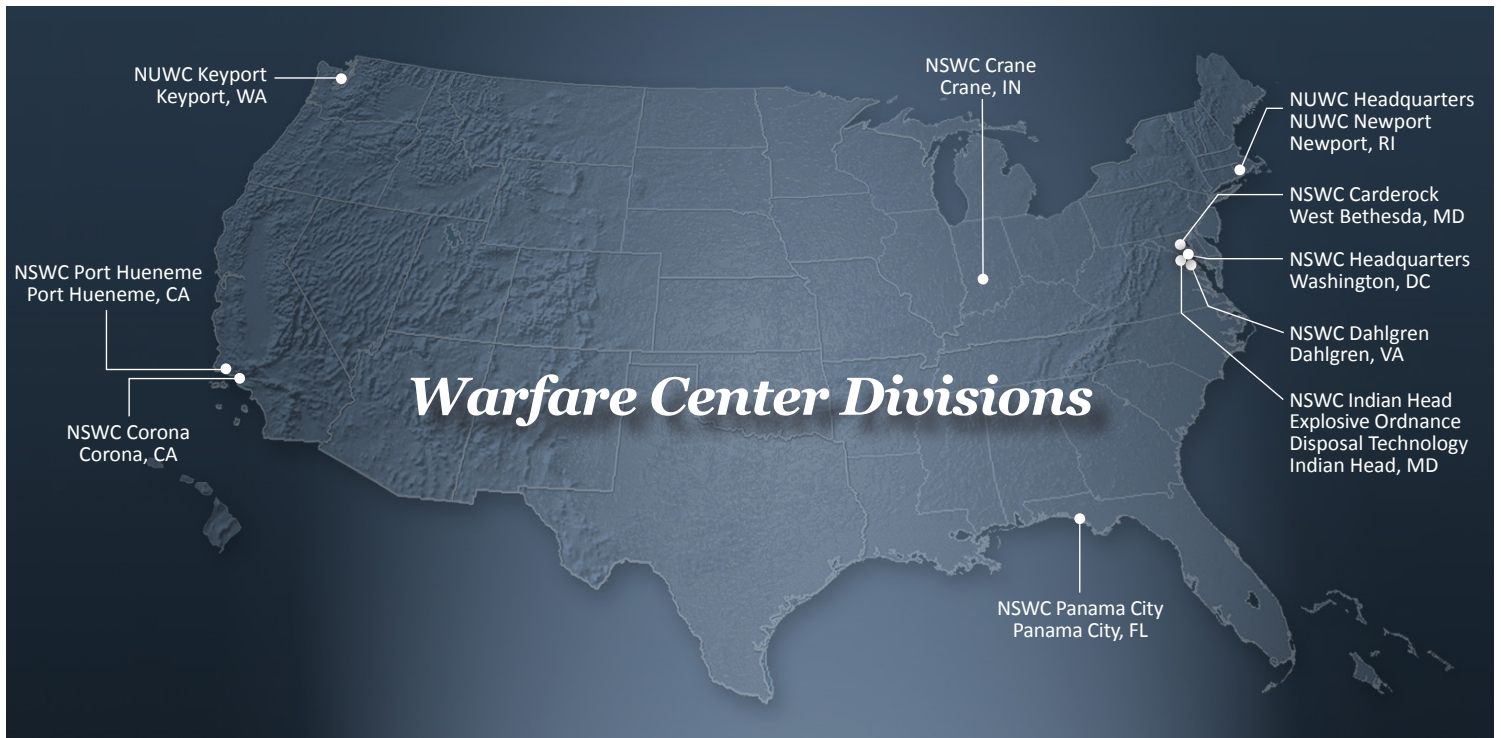 NUWC Keyport
Keyport, WA
NSWC Crane
Crane, IN
NUWC Headquarters
NUWC Newport
Newport, RI
NSWC Carderock
West Bethesda, MD
NSWC Headquarters
Washington, DC
NSWC Port Hueneme
Port Hueneme, CA
NSWC Dahlgren
Dahlgren, VA
Warfare Center Divisions
NSWC Corona
Corona, CA
NSWC Indian Head
Explosive Ordnance
Disposal Technology
Indian Head, MD
NSWC Panama City
Panama City, FL